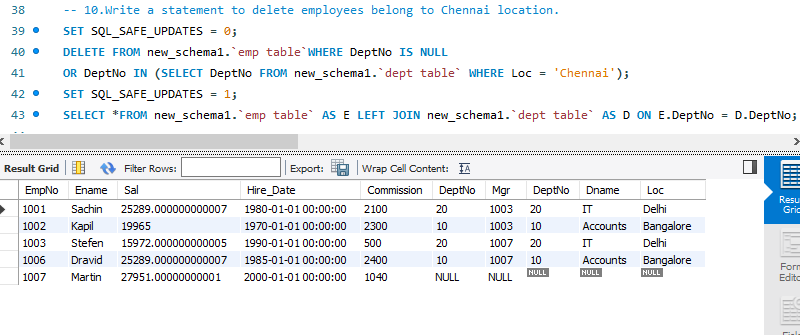 38 -- 10.Write a statement to delete employees belong to Chennai location.
39 SET SQL_SAFE_UPDATES = 0;
40 DELETE FROM new_schema1.`emp table`WHERE DeptNo IS NULL
41 OR DeptNo IN (SELECT DeptNo FROM new_schema1.`dept table` WHERE Loc = 'Chennai');
42 SET SQL_SAFE_UPDATES = 1;
43 SELECT *FROM new_schema1.`emp table` AS E LEFT JOIN new_schema1.`dept table` AS D ON E.DeptNo = D.DeptNo;
Result Grid Filter Rows: Export: Wrap Cell Content: IA
EmpNo Ename Sal Hire_Date Commission DeptNo Mgr DeptNo Dname Loc
1001 Sachin 25289.000000000007 1980-01-01 00:00:00 2100 20 1003 20 IT Delhi
1002 Kapil 19965 1970-01-01 00:00:00 2300 10 1003 10 Accounts Bangalore
1003 Stefen 15972.000000000005 1990-01-01 00:00:00 500 20 1007 20 IT Delhi
1006 Dravid 25289.000000000007 1985-01-01 00:00:00 2400 10 1007 10 Accounts Bangalore
1007 Martin 27951.00000000001 2000-01-01 00:00:00 1040 NULL NULL NULL NULL NULL
Resu
Grid
Form
Editor